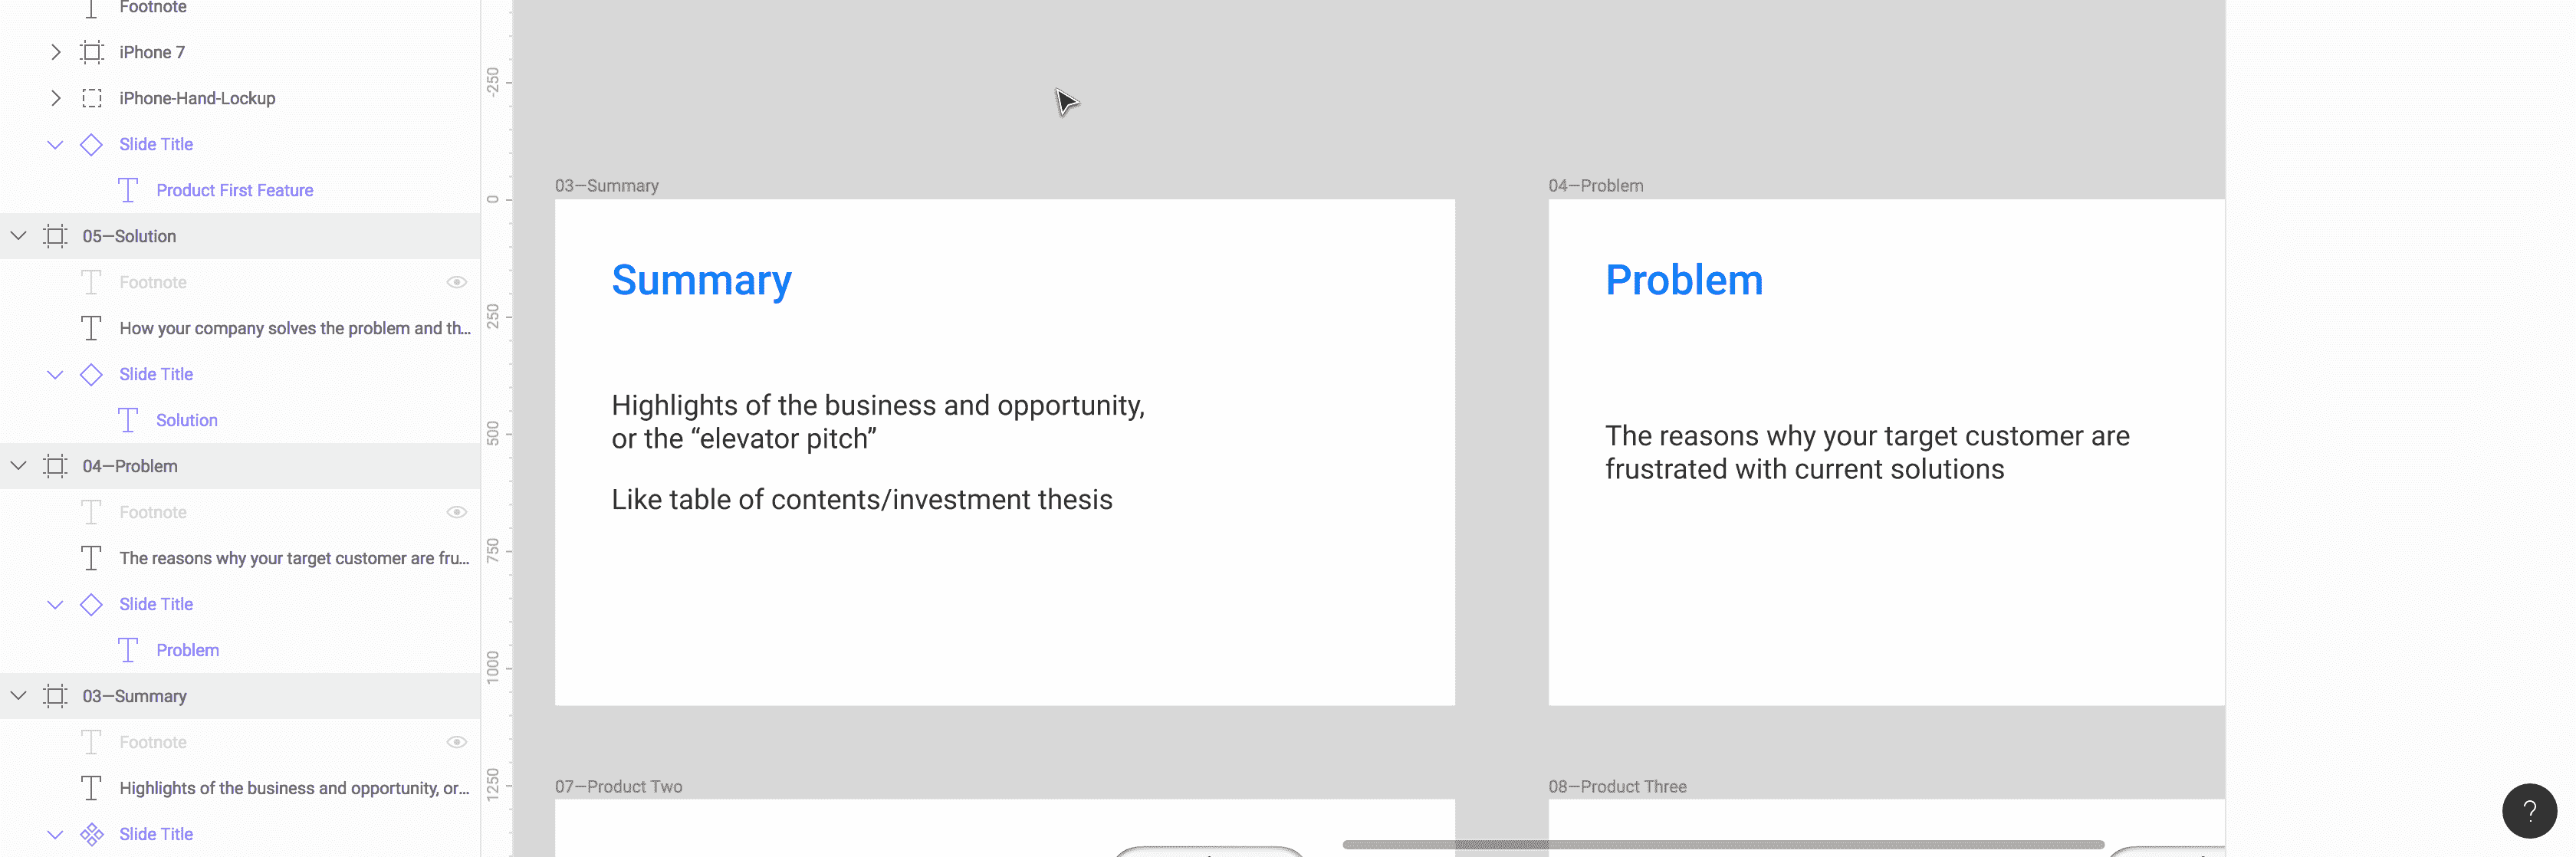 Footnote
iPhone 7
iPhone-Hand-Lockup
Slide Title
Product First Feature
05—Solution
Footnote
How your company solves the problem and th...
Slide Title
Solution
04—Problem
Footnote
The reasons why your target customer are fru...
Slide Title
Problem
03—Summary
Footnote
Highlights of the business and opportunity, or...
Slide Title
-250
0
250
500
750
1000
1250
03—Summary
Summary
Highlights of the business and opportunity,
or the “elevator pitch”
Like table of contents/investment thesis
04—Problem
Problem
The reasons why your target customer are
frustrated with current solutions
07—Product Two
08—Product Three
?